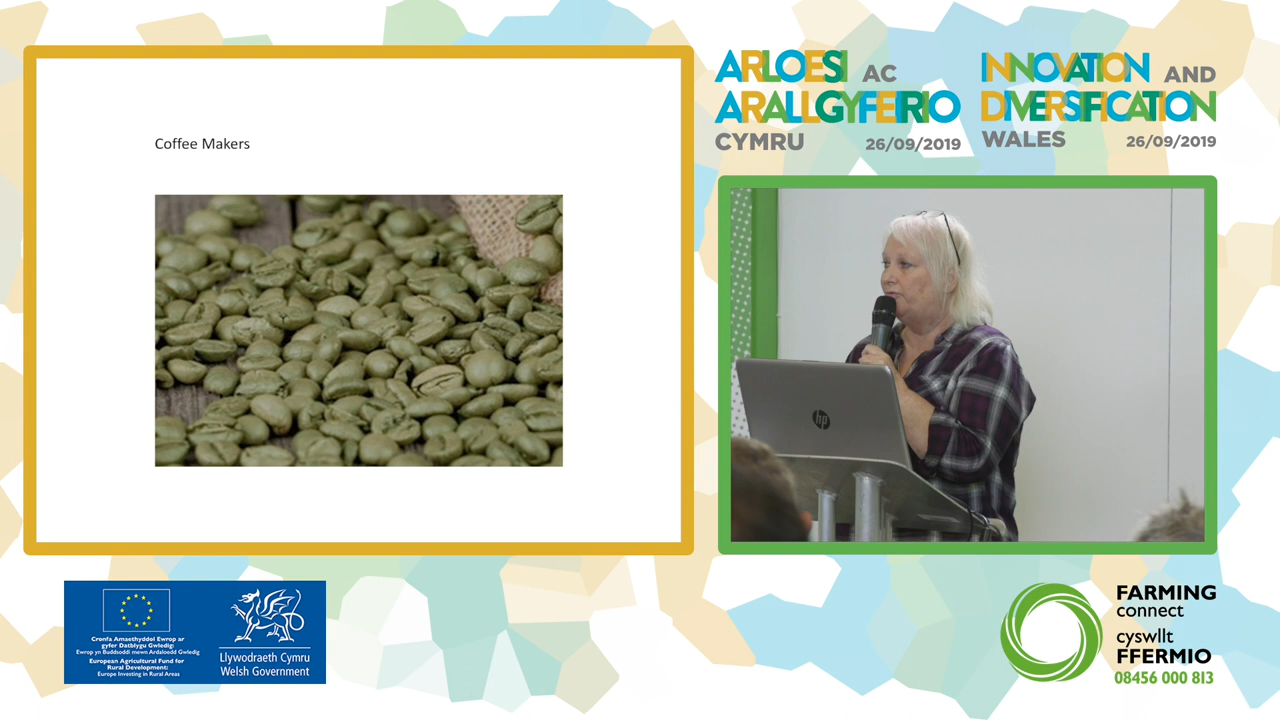 Coffee Makers
ARLOESI AC
ARALLGYFEIRIO
CYMRU 26/09/2019
INNOVATION AND
DIVERSIFICATION
WALES 26/09/2019
hp
Cronfa Amaethyddol Ewrop ar
gyfer Datblygu Gwledig:
Ewrop yn Buddsoddi mewn Ardaloedd Gwledig
European Agricultural Fund for
Rural Development:
Europe Investing in Rural Areas
Llywodraeth Cymru
Welsh Government
FARMING
connect
cyswllt
FFERMIO
08456 000 813